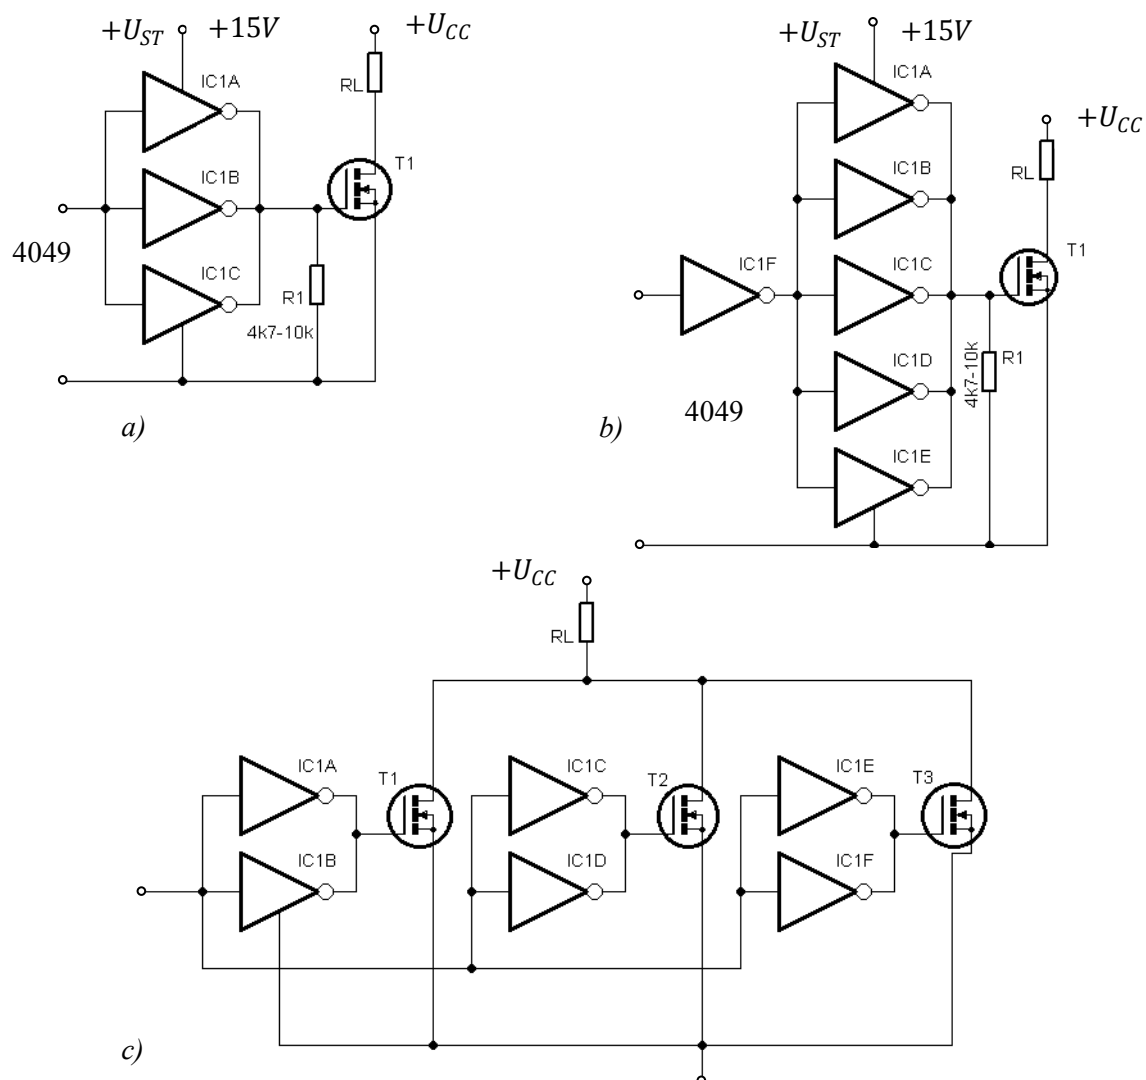 +U_ST +15V
+U_CC
IC1A
RL
T1
IC1B
4049
IC1C
R1
4k7-10k
a)
+U_ST +15V
IC1A
+U_CC
IC1B
RL
T1
IC1F
IC1C
R1
4k7-10k
IC1D
4049
b)
IC1E
+U_CC
RL
IC1A
T1
IC1B
IC1C
T2
IC1D
IC1E
T3
IC1F
c)